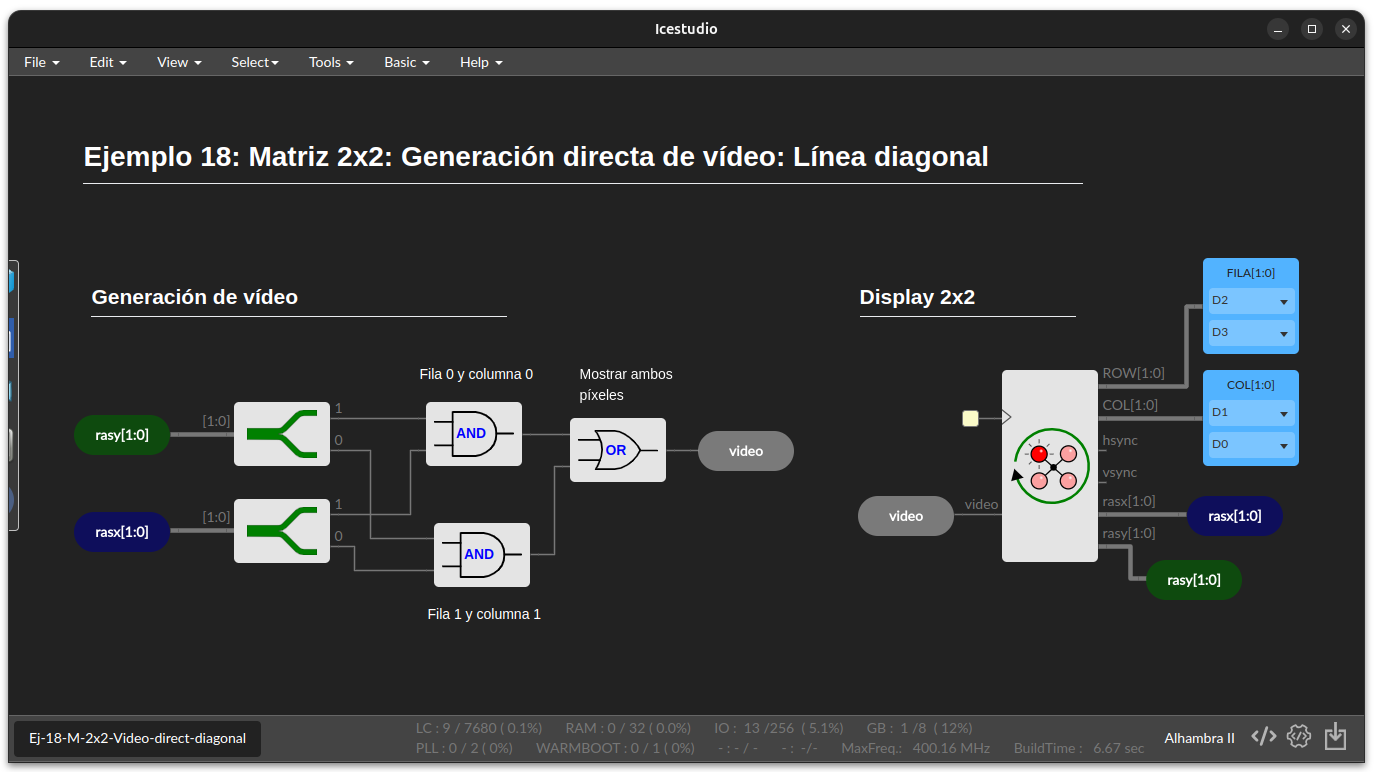 Icestudio
File Edit View Select Tools Basic Help
Ejemplo 18: Matriz 2x2: Generación directa de vídeo: Línea diagonal
Generación de vídeo
Fila 0 y columna 0
Mostrar ambos
píxeles
rasy[1:0]
[1:0]
1
0
AND
OR
video
rasx[1:0]
[1:0]
1
0
AND
Fila 1 y columna 1
Display 2x2
FILA[1:0]
D2
D3
ROW[1:0]
COL[1:0]
COL[1:0]
D1
D0
hsync
vsync
video
video
rasx[1:0]
rasx[1:0]
rasy[1:0]
rasy[1:0]
Ej-18-M-2x2-Video-direct-diagonal
LC : 9 / 7680 ( 0.1%) RAM : 0 / 32 ( 0.0%) IO : 13 /256 ( 5.1%) GB : 1 /8 ( 12%)
PLL : 0 / 2 ( 0%) WARMBOOT : 0 / 1 ( 0%) - : - / - - : -/- MaxFreq.: 400.16 MHz BuildTime : 6.67 sec
Alhambra II